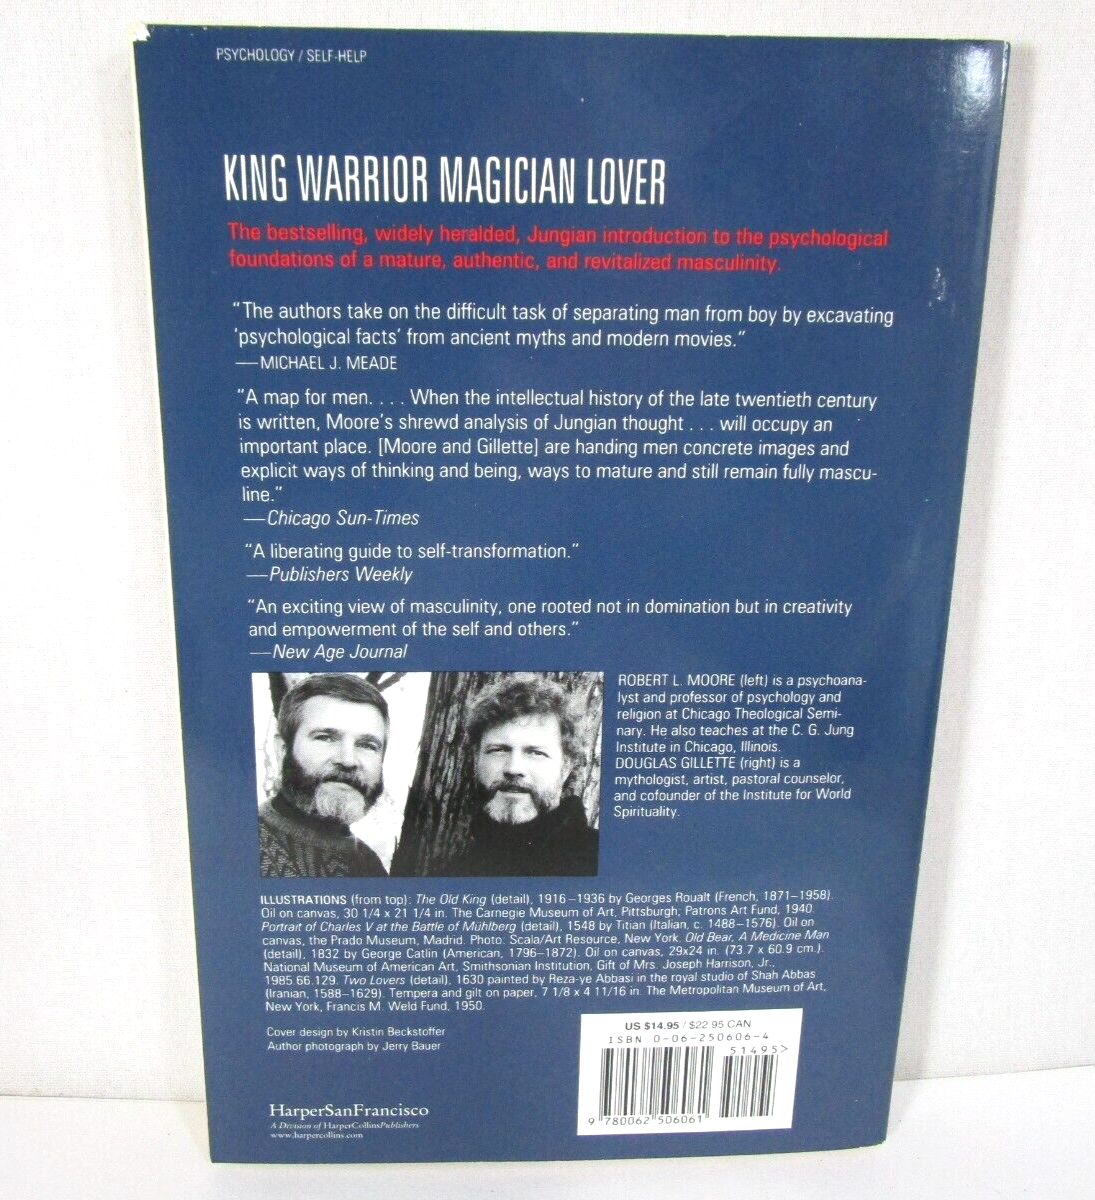 PSYCHOLOGY / SELF-HELP
KING WARRIOR MAGICIAN LOVER
The bestselling, widely heralded, Jungian introduction to the psychological
foundations of a mature, authentic, and revitalized masculinity.
“The authors take on the difficult task of separating man from boy by excavating
‘psychological facts’ from ancient myths and modern movies.”
—MICHAEL J. MEADE
“A map for men. . . . When the intellectual history of the late twentieth century
is written, Moore’s shrewd analysis of Jungian thought . . . will occupy an
important place. [Moore and Gillette] are handing men concrete images and
explicit ways of thinking and being, ways to mature and still remain fully mascu-
line.”
—Chicago Sun-Times
“A liberating guide to self-transformation.”
—Publishers Weekly
“An exciting view of masculinity, one rooted not in domination but in creativity
and empowerment of the self and others.”
—New Age Journal
ROBERT L. MOORE (left) is a psychoana-
lyst and professor of psychology and
religion at Chicago Theological Semi-
nary. He also teaches at the C. G. Jung
Institute in Chicago, Illinois.
DOUGLAS GILLETTE (right) is a
mythologist, artist, pastoral counselor,
and cofounder of the Institute for World
Spirituality.
ILLUSTRATIONS (from top): The Old King (detail), 1916–1936 by Georges Roualt (French, 1871–1958).
Oil on canvas, 30 1/4 x 21 1/4 in. The Carnegie Museum of Art, Pittsburgh; Patrons Art Fund, 1940.
Portrait of Charles V at the Battle of Mühlberg (detail), 1548 by Titian (Italian, c. 1488–1576). Oil on
canvas, the Prado Museum, Madrid. Photo. Scala/Art Resource, New York. Old Bear, A Medicine Man
(detail), 1832 by George Catlin (American, 1796–1872). Oil on canvas, 29x24 in. (73.7 x 60.9 cm.).
National Museum of American Art, Smithsonian Institution, Gift of Mrs. Joseph Harrison, Jr.,
1985.66.129. Two Lovers (detail), 1630 painted by Reza-ye Abbasi in the royal studio of Shah Abbas
(Iranian, 1588–1629). Tempera and gilt on paper, 7 1/8 x 4 11/16 in. The Metropolitan Museum of Art,
New York, Francis M. Weld Fund, 1950.
Cover design by Kristin Beckstoffer
Author photograph by Jerry Bauer
US $14.95 / $22.95 CAN
ISBN 0-06-250606-4
51495>
9 780062 506061
HarperSanFrancisco
A Division of HarperCollinsPublishers
www.harpercollins.com